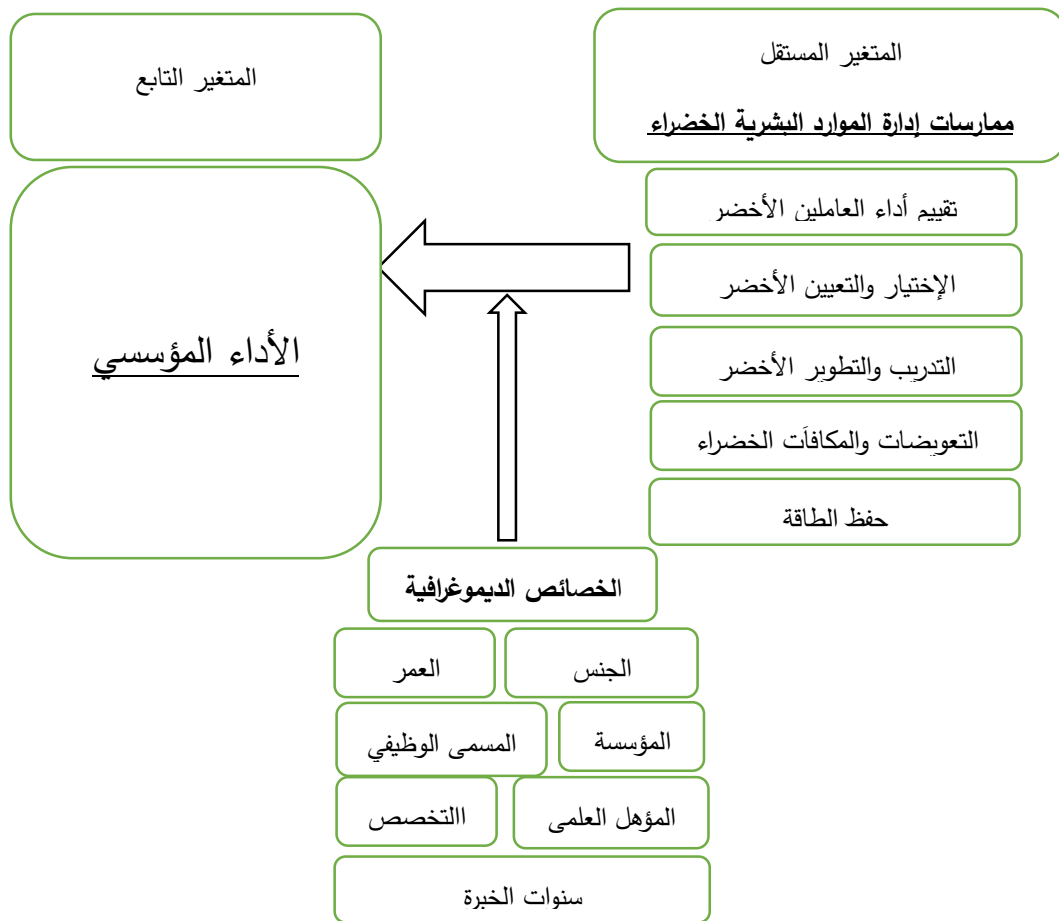 المتغير المستقل
ممارسات إدارة الموارد البشرية الخضراء
المتغير التابع
تقييم أداء العاملين الأخضر
الإختيار والتعيين الأخضر
التدريب والتطوير الأخضر
التعويضات والمكافاَت الخضراء
حفظ الطاقة
الأداء المؤسسي
الخصائص الديموغرافية
الجنس
العمر
المؤسسة
المسمى الوظيفي
المؤهل العلمى
االتخصص
سنوات الخبرة